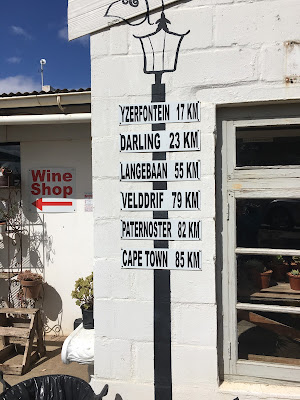 Wine
Shop
YZERFONTEIN 17 KM
DARLING 23 KM
LANGEBAAN 55 KM
VELDDRIF 79 KM
PATERNOSTER 82 KM
CAPE TOWN 85 KM